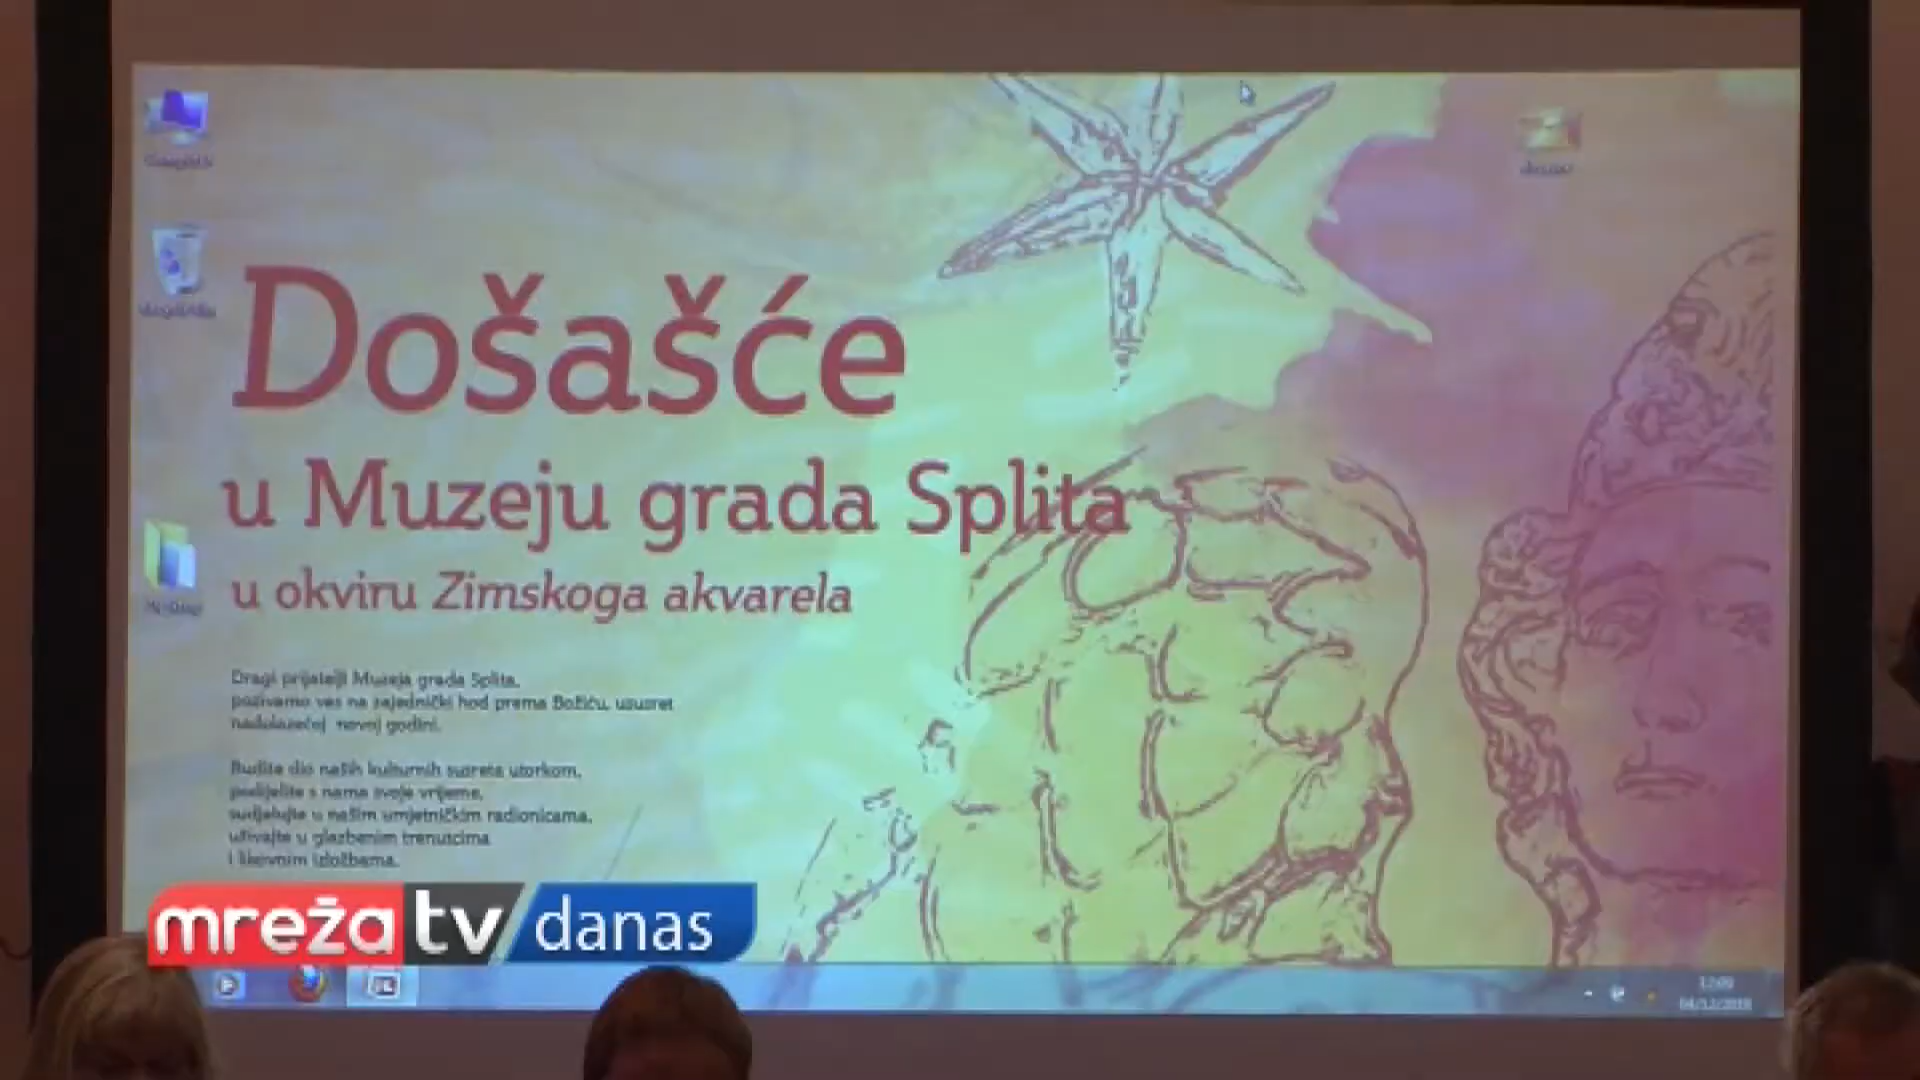 Došašće
u Muzeju grada Splita
u okviru Zimskoga akvarela
Dragi prijatelji Muzeja grada Splita,
pozivamo vas na zajednički hod prema Božiću, ususret
nadolazećoj novoj godini.
Budite dio naših kulturnih susreta utorkom,
podijelite s nama svoje vrijeme,
sudjelujte u našim umjetničkim radionicama,
uživajte u glazbenim trenutcima
i likovnim izložbama.
mreža tv danas